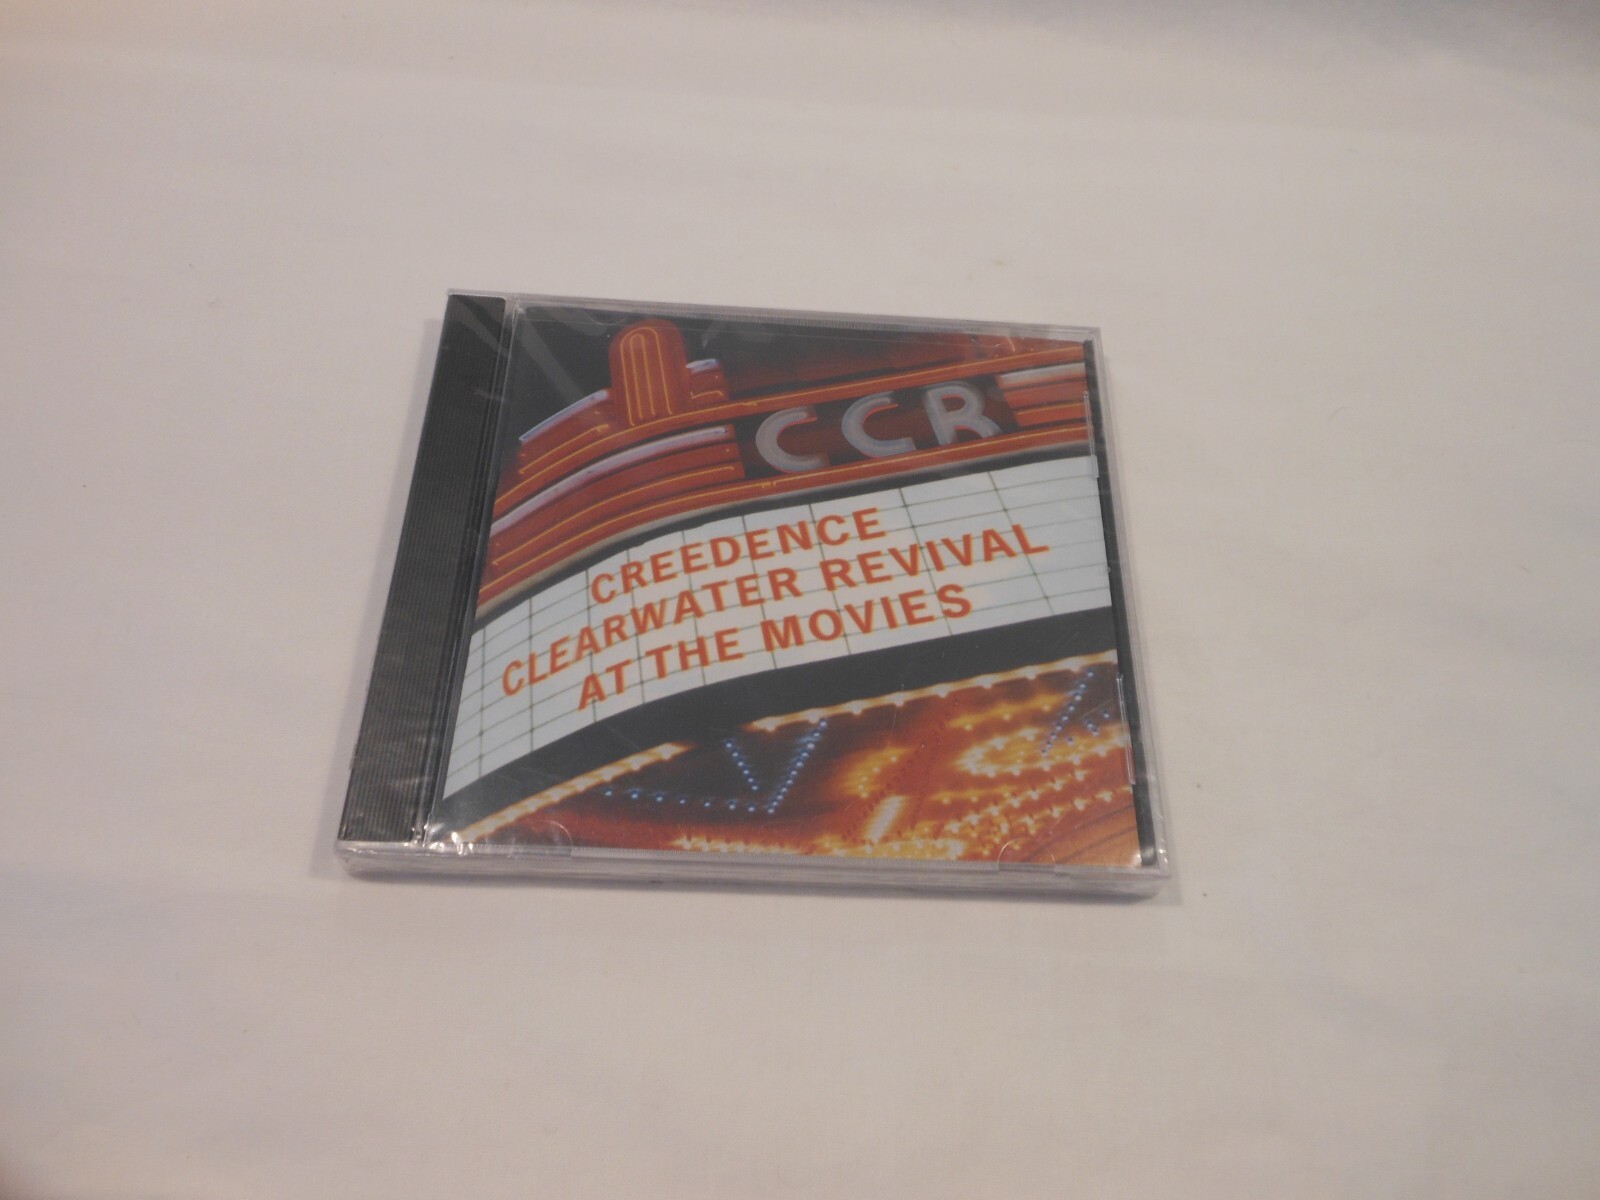 CCR
CREEDENCE
CLEARWATER REVIVAL
AT THE MOVIES